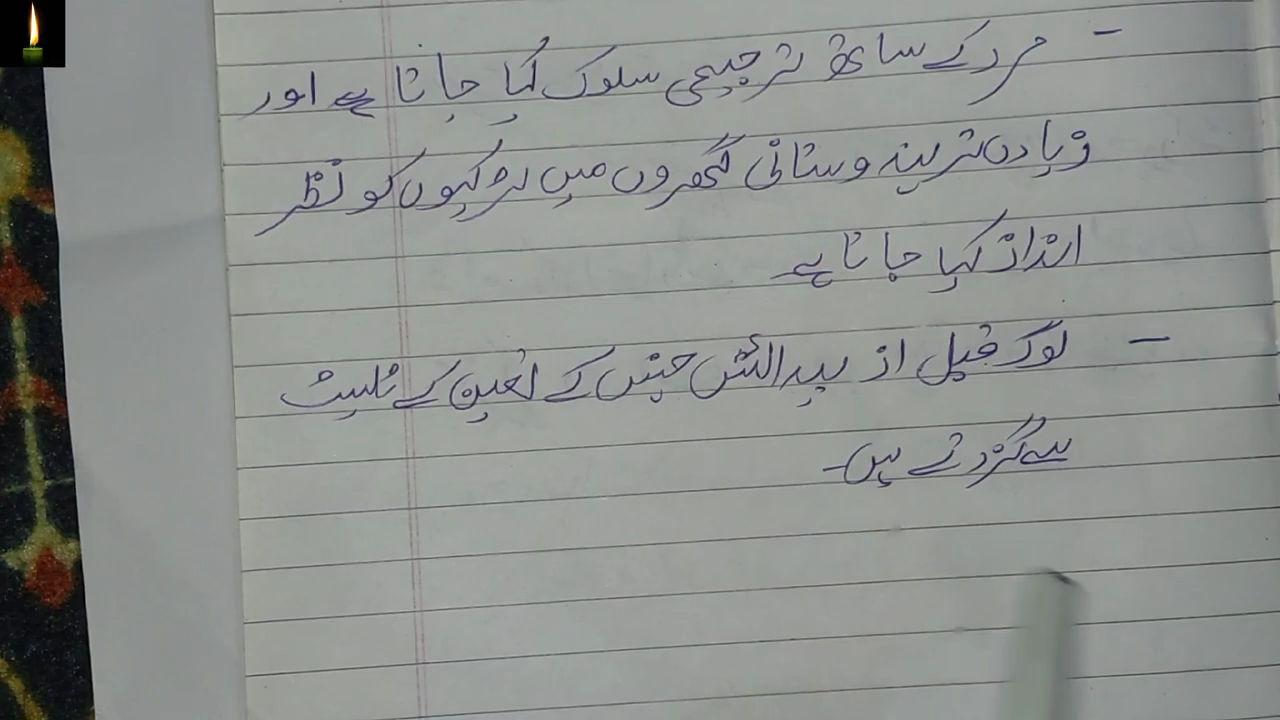 - مرد کے ساتھ ترجیحی سلوک کیا جاتا ہے اور
زیادہ تر ہندوستانی گھروں میں لڑکیوں کو نظر
انداز کیا جاتا ہے
- لوگ قبل از پیدائش جنس کے تعین کے ٹیسٹ
سے گزرتے ہیں۔